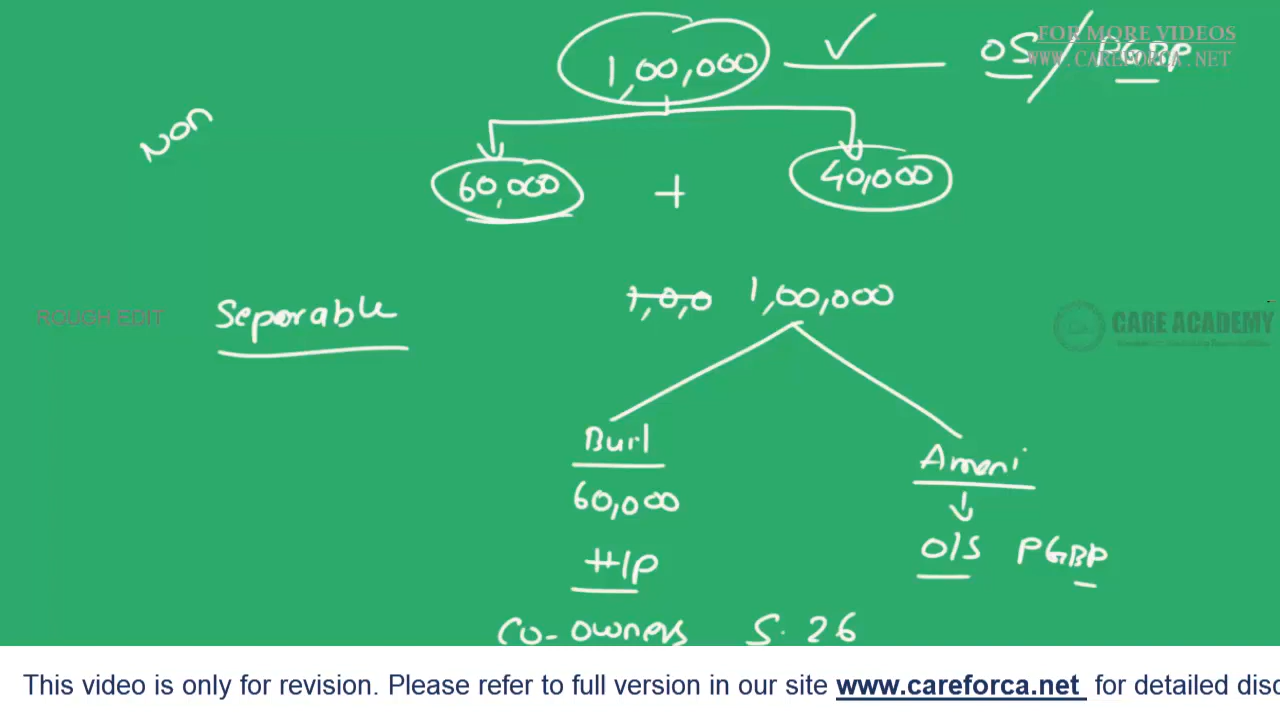 FOR MORE VIDEOS
WWW.CAREFORCA.NET
1,00,000 OS/PGBP
Non
60,000 + 40,000
Separable
1,0,0 1,00,000
ROUGH EDIT
CARE ACADEMY
Burl
Ameni
60,000
H/P
O/S PGBP
Co-owners S. 26
This video is only for revision. Please refer to full version in our site www.careforca.net for detailed disc